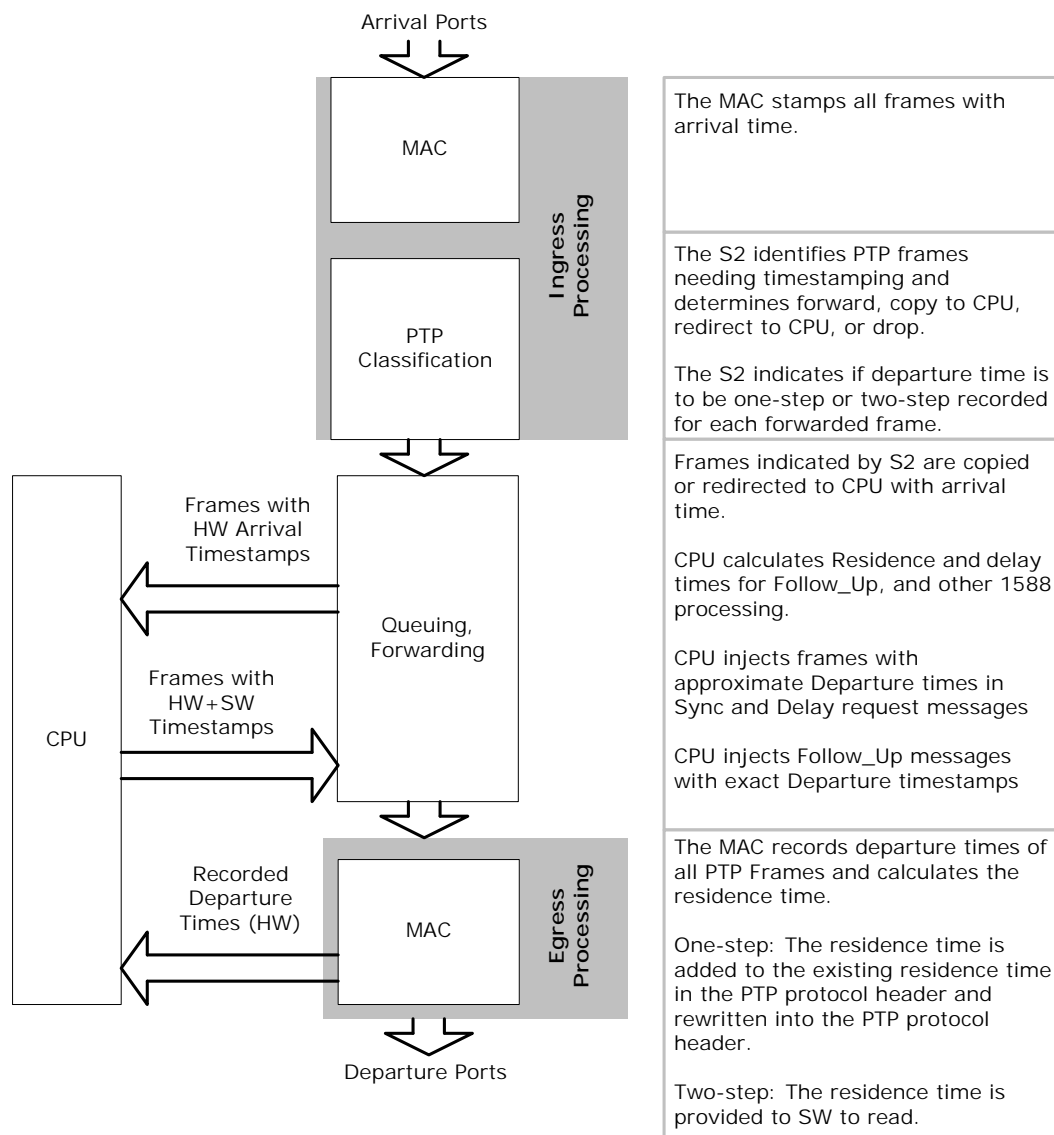 Arrival Ports
MAC
Ingress
Processing
PTP
Classification
Frames with
HW Arrival
Timestamps
Queuing,
Forwarding
Frames with
HW+SW
Timestamps
CPU
Recorded
Departure
Times (HW)
MAC
Egress
Processing
Departure Ports
The MAC stamps all frames with
arrival time.
The S2 identifies PTP frames
needing timestamping and
determines forward, copy to CPU,
redirect to CPU, or drop.
The S2 indicates if departure time is
to be one-step or two-step recorded
for each forwarded frame.
Frames indicated by S2 are copied
or redirected to CPU with arrival
time.
CPU calculates Residence and delay
times for Follow_Up, and other 1588
processing.
CPU injects frames with
approximate Departure times in
Sync and Delay request messages
CPU injects Follow_Up messages
with exact Departure timestamps
The MAC records departure times of
all PTP Frames and calculates the
residence time.
One-step: The residence time is
added to the existing residence time
in the PTP protocol header and
rewritten into the PTP protocol
header.
Two-step: The residence time is
provided to SW to read.